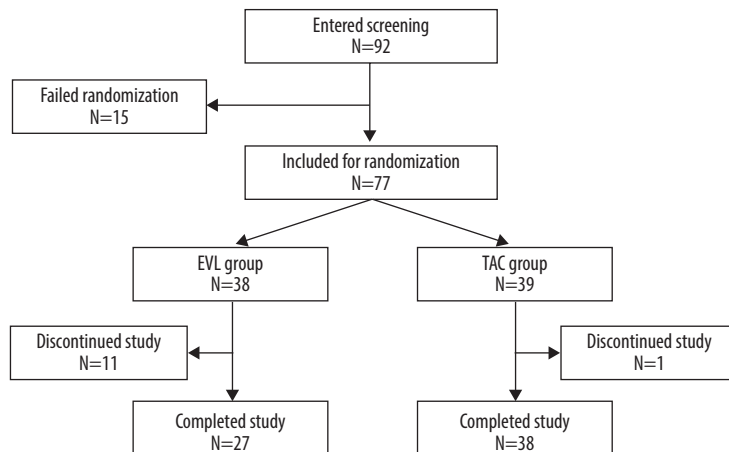 Entered screening
N=92
Failed randomization
N=15
Included for randomization
N=77
EVL group
N=38
TAC group
N=39
Discontinued study
N=11
Discontinued study
N=1
Completed study
N=27
Completed study
N=38